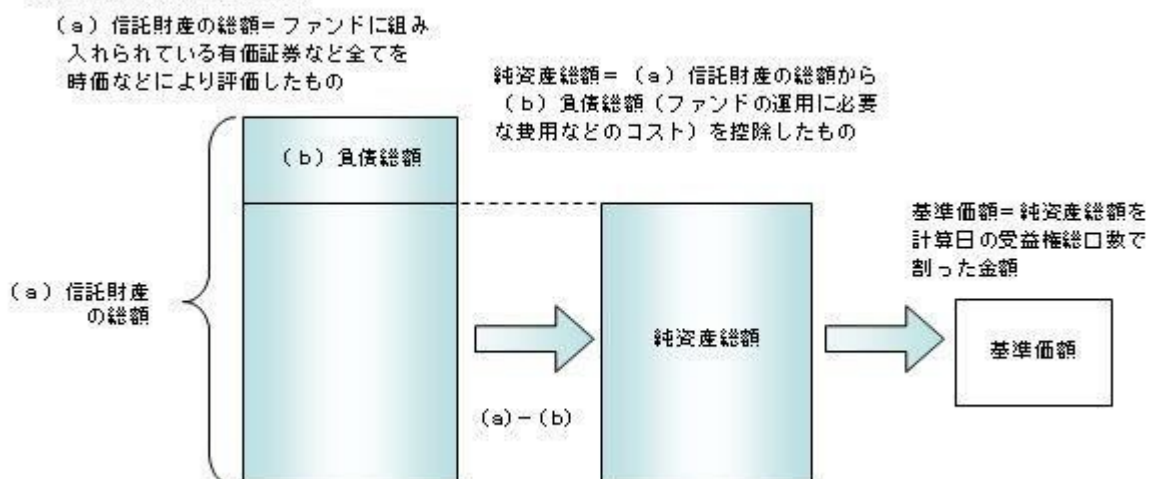 (a)信託財産の総額=ファンドに組み
入れられている有価証券など全てを
時価などにより評価したもの
純資産総額=(a)信託財産の総額から
(b)負債総額(ファンドの運用に必要
な費用などのコスト)を控除したもの
(b)負債総額
基準価額=純資産総額を
計算日の受益権総口数で
割った金額
(a)信託財産
の総額
純資産総額
基準価額
(a)-(b)